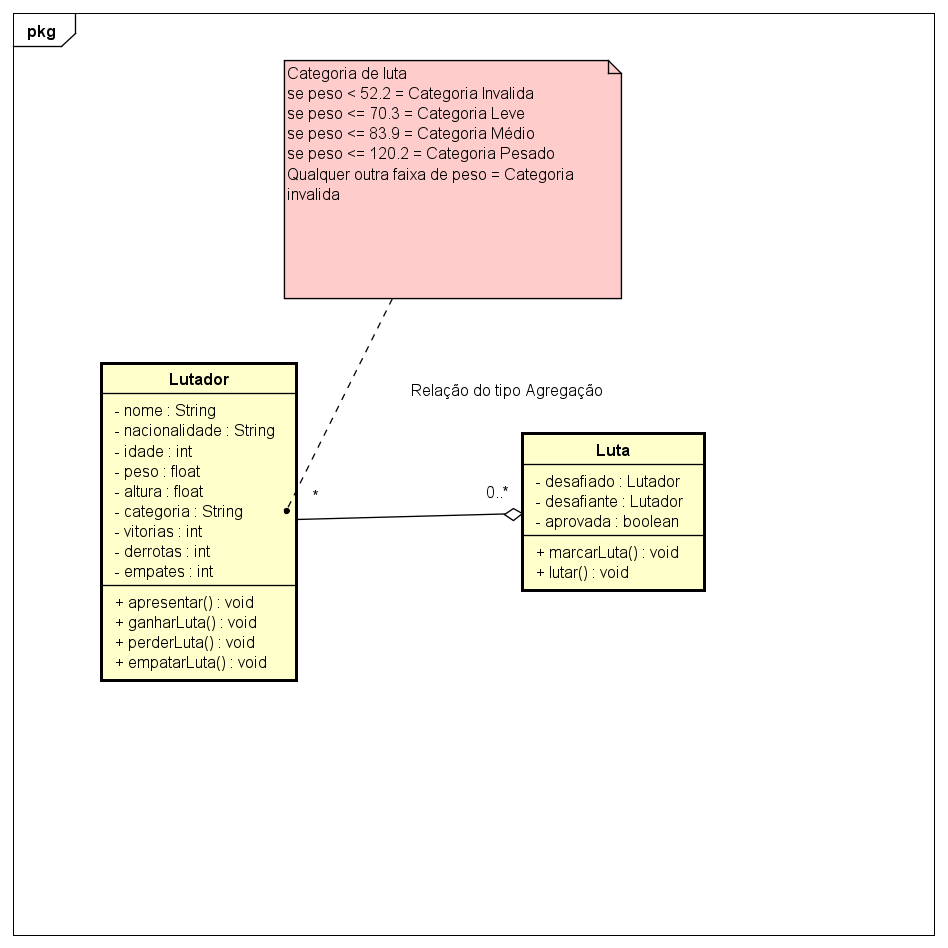 pkg
Categoria de luta
se peso < 52.2 = Categoria Invalida
se peso <= 70.3 = Categoria Leve
se peso <= 83.9 = Categoria Médio
se peso <= 120.2 = Categoria Pesado
Qualquer outra faixa de peso = Categoria
invalida
Relação do tipo Agregação
Lutador
- nome : String
- nacionalidade : String
- idade : int
- peso : float
- altura : float
- categoria : String
- vitorias : int
- derrotas : int
- empates : int
+ apresentar() : void
+ ganharLuta() : void
+ perderLuta() : void
+ empatarLuta() : void
*
0..*
Luta
- desafiado : Lutador
- desafiante : Lutador
- aprovada : boolean
+ marcarLuta() : void
+ lutar() : void